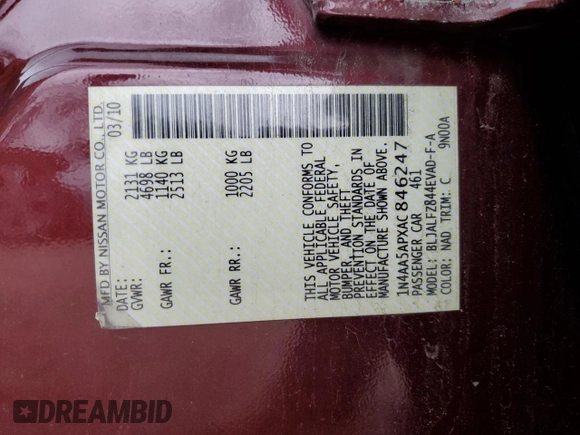 MFD BY NISSAN MOTOR CO., LTD.
DATE: 03/10
GVWR: 2131 KG
4698 LB
GAWR FR: 1140 KG
2513 LB
GAWR RR: 1000 KG
2205 LB
THIS VEHICLE CONFORMS TO
ALL APPLICABLE FEDERAL
MOTOR VEHICLE SAFETY,
BUMPER, AND THEFT
PREVENTION STANDARDS IN
EFFECT ON THE DATE OF
MANUFACTURE SHOWN ABOVE.
1N4AA5APXAC846247
PASSENGER CAR 461
MODEL: BLJALFZ844EVAD-F-A
COLOR: NAD TRIM: C 9N00A
DREAMBID